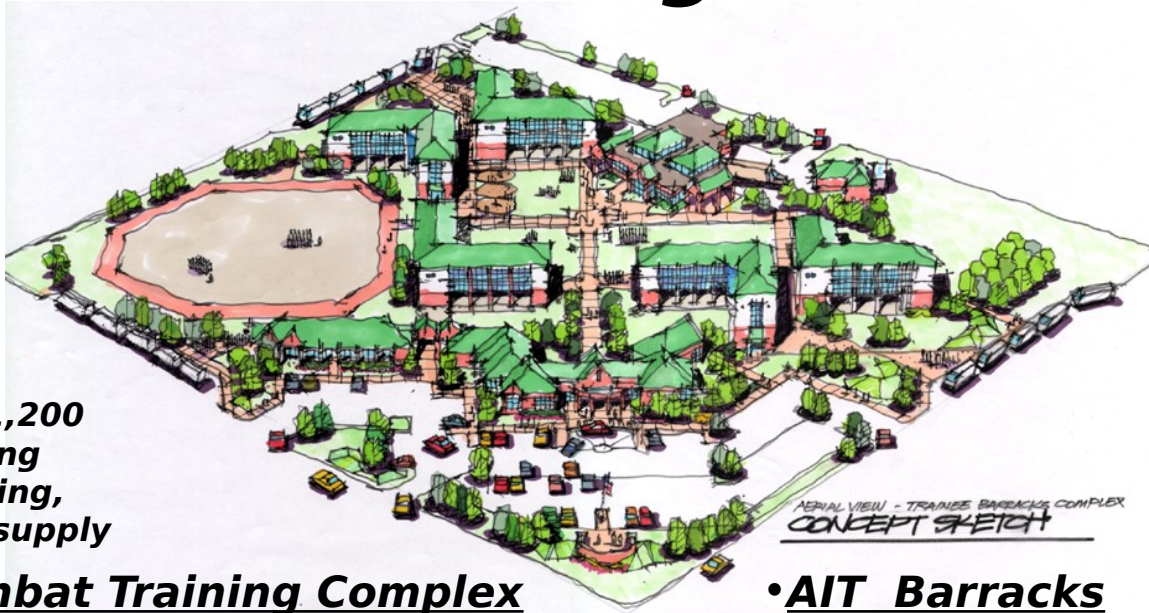 ,200
ng
ing,
supply
AERIAL VIEW - TRAINEE BARRACKS COMPLEX
CONCEPT SKETCH
mbat Training Complex
•AIT Barracks